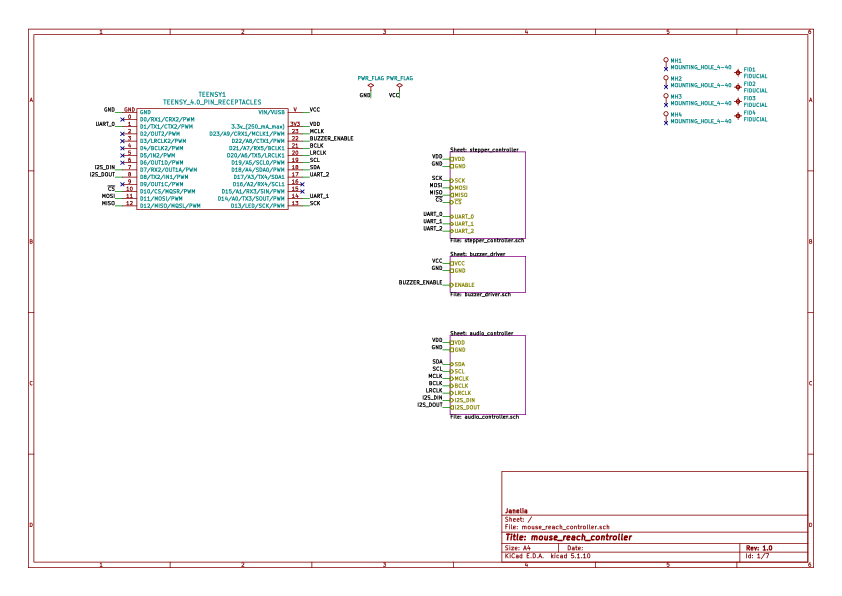 1 2 3 4 5 6
A
B
C
D
A
B
C
D
TEENSY1
TEENSY_4.0_PIN_RECEPTACLES
GND GND GND VIN/VUSB V VCC
0 D0/RX1/CRX2/PWM
UART_0 1 D1/TX1/CTX2/PWM 3.3v_(250_mA_max) 3V3 VDD
2 D2/OUT2/PWM D23/A9/CRX1/MCLK1/PWM 23 MCLK
3 D3/LRCLK2/PWM D22/A8/CTX1/PWM 22 BUZZER_ENABLE
4 D4/BCLK2/PWM D21/A7/RX5/BCLK1 21 BCLK
5 D5/IN2/PWM D20/A6/TX5/LRCLK1 20 LRCLK
6 D6/OUT1D/PWM D19/A5/SCL0/PWM 19 SCL
I2S_DIN 7 D7/RX2/OUT1A/PWM D18/A4/SDA0/PWM 18 SDA
I2S_DOUT 8 D8/TX2/IN1/PWM D17/A3/TX4/SDA1 17 UART_2
9 D9/OUT1C/PWM D16/A2/RX4/SCL1 16
CS 10 D10/CS/MQSR/PWM D15/A1/RX3/SIN/PWM 15
MOSI 11 D11/MOSI/PWM D14/A0/TX3/SOUT/PWM 14 UART_1
MISO 12 D12/MISO/MQSL/PWM D13/LED/SCK/PWM 13 SCK
PWR_FLAG PWR_FLAG
GND VCC
MH1
MOUNTING_HOLE_4-40
MH2
MOUNTING_HOLE_4-40
MH3
MOUNTING_HOLE_4-40
MH4
MOUNTING_HOLE_4-40
FID1
FIDUCIAL
FID2
FIDUCIAL
FID3
FIDUCIAL
FID4
FIDUCIAL
Sheet: stepper_controller
VDD VDD
GND GND
SCK SCK
MOSI MOSI
MISO MISO
CS CS
UART_0 UART_0
UART_1 UART_1
UART_2 UART_2
File: stepper_controller.sch
Sheet: buzzer_driver
VCC VCC
GND GND
BUZZER_ENABLE ENABLE
File: buzzer_driver.sch
Sheet: audio_controller
VDD VDD
GND GND
SDA SDA
SCL SCL
MCLK MCLK
BCLK BCLK
LRCLK LRCLK
I2S_DIN I2S_DIN
I2S_DOUT I2S_DOUT
File: audio_controller.sch
Janelia
Sheet: /
File: mouse_reach_controller.sch
Title: mouse_reach_controller
Size: A4 Date: Rev: 1.0
KiCad E.D.A. kicad 5.1.10 Id: 1/7
1 2 3 4 5 6